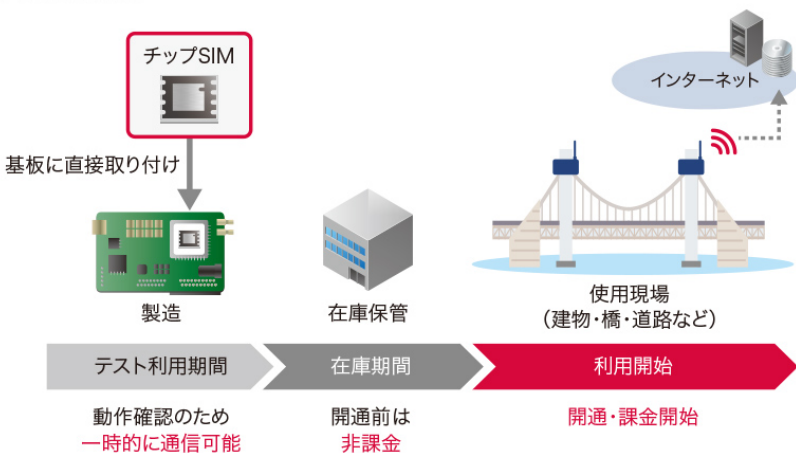 チップSIM
インターネット
基板に直接取り付け
製造
在庫保管
使用現場
（建物・橋・道路など）
テスト利用期間
在庫期間
利用開始
動作確認のため
一時的に通信可能
開通前は
非課金
開通・課金開始